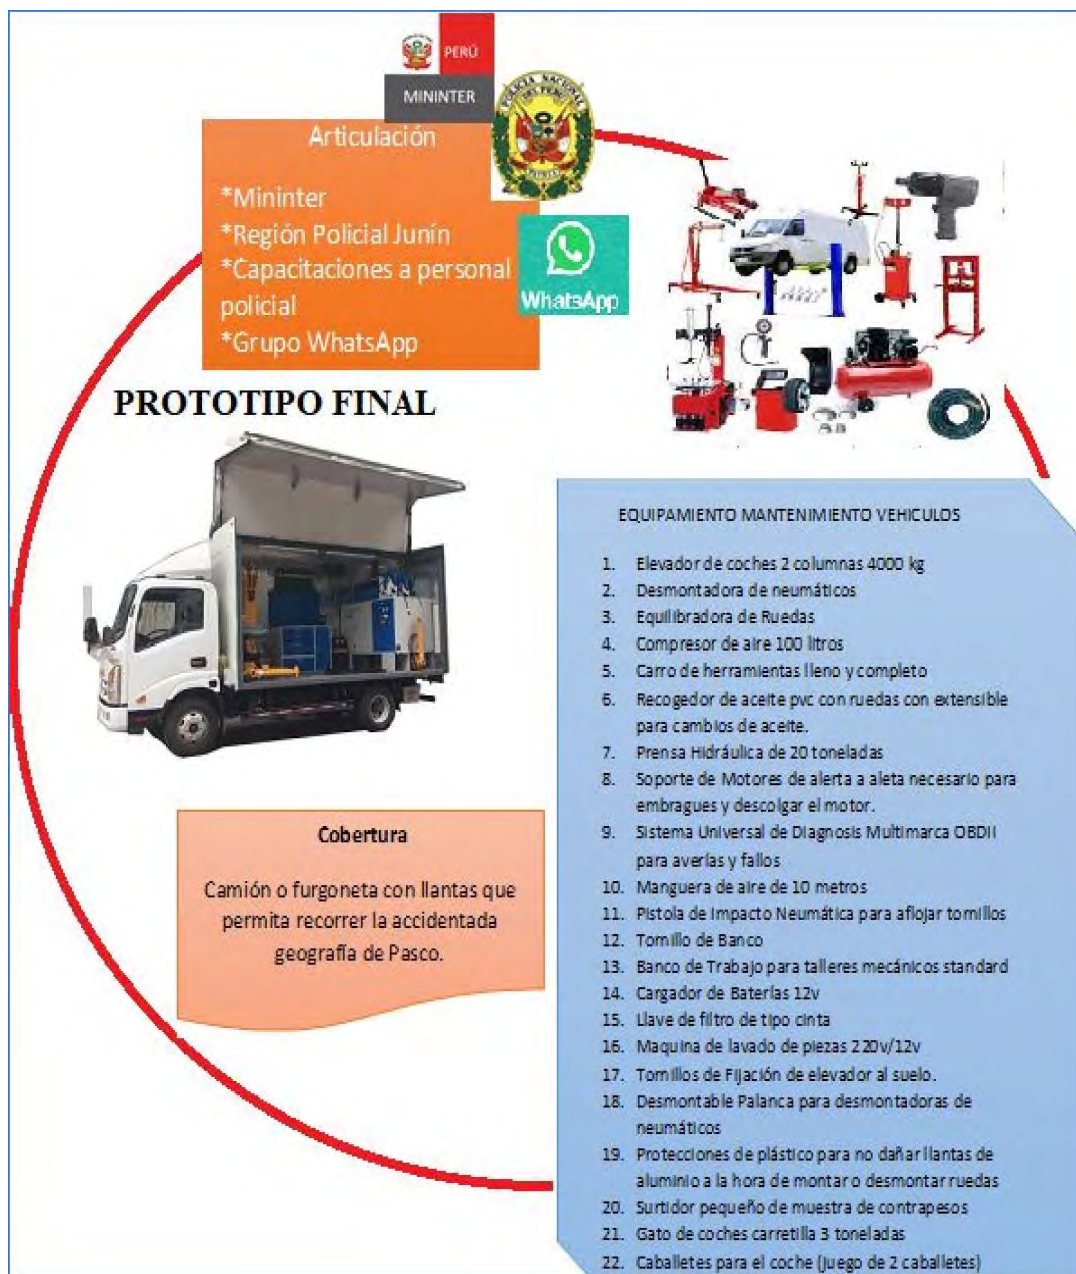 PERÚ
MININTER
POLICIA NACIONAL
DEL PERU
Articulación
*Mininter
*Región Policial Junín
*Capacitaciones a personal
policial
*Grupo WhatsApp
WhatsApp
PROTOTIPO FINAL
EQUIPAMIENTO MANTENIMIENTO VEHICULOS
1. Elevador de coches 2 columnas 4000 kg
2. Desmontadora de neumáticos
3. Equilibradora de Ruedas
4. Compresor de aire 100 litros
5. Carro de herramientas lleno y completo
6. Recogedor de aceite pvc con ruedas con extensible
para cambios de aceite.
7. Prensa Hidráulica de 20 toneladas
8. Soporte de Motores de alerta a aleta necesario para
embragues y descolgar el motor.
9. Sistema Universal de Diagnosis Multimarca OBDII
para averías y fallos
10. Manguera de aire de 10 metros
11. Pistola de Impacto Neumática para aflojar tornillos
12. Tornillo de Banco
13. Banco de Trabajo para talleres mecánicos standard
14. Cargador de Baterías 12v
15. Llave de filtro de tipo cinta
16. Maquina de lavado de piezas 220v/12v
17. Tornillos de Fijación de elevador al suelo.
18. Desmontable Palanca para desmontadoras de
neumáticos
19. Protecciones de plástico para no dañar llantas de
aluminio a la hora de montar o desmontar ruedas
20. Surtidor pequeño de muestra de contrapesos
21. Gato de coches carretilla 3 toneladas
22. Caballetes para el coche (juego de 2 caballetes)
Cobertura
Camión o furgoneta con llantas que
permita recorrer la accidentada
geografía de Pasco.